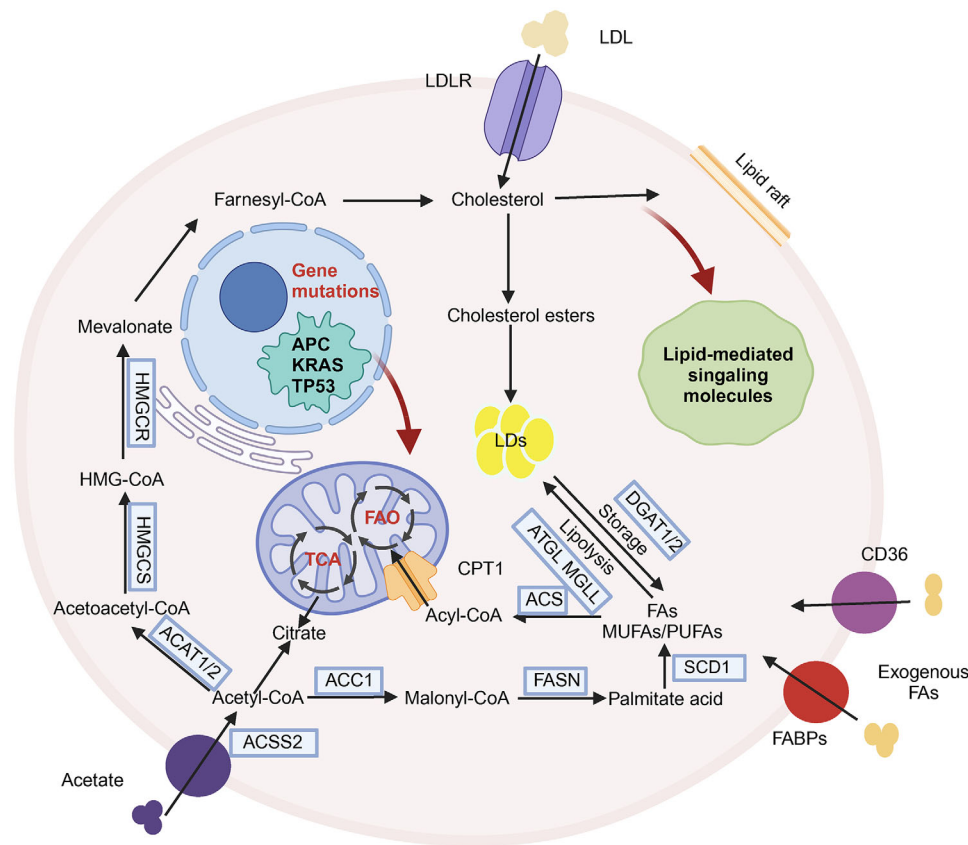 LDL
LDLR
Lipid raft
Farnesyl-CoA
Cholesterol
Gene
mutations
Mevalonate
Cholesterol esters
APC
KRAS
TP53
Lipid-mediated
singaling
molecules
HMGCR
LDs
HMG-CoA
DGAT1/2
Storage
Lipolysis
ATGL MGLL
FAO
TCA
HMGCS
CPT1
CD36
ACS
Acetoacetyl-CoA
Acyl-CoA
FAs
MUFAs/PUFAs
Citrate
ACAT1/2
SCD1
Exogenous
FAs
Acetyl-CoA
ACC1
Malonyl-CoA
FASN
Palmitate acid
FABPs
ACSS2
Acetate